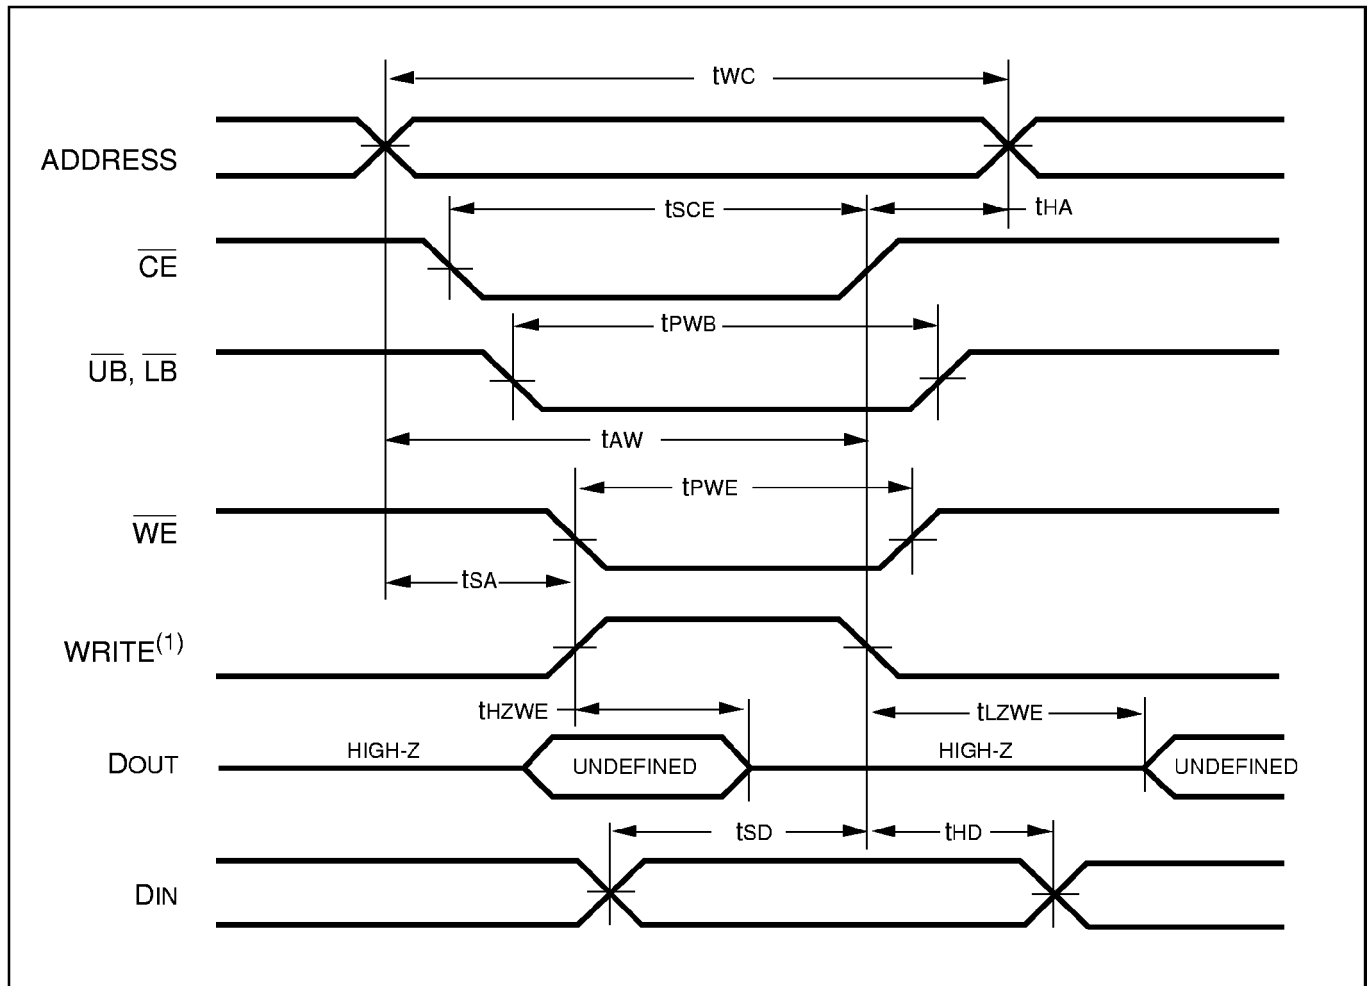 tWC
ADDRESS
tSCE
tHA
CE
tPWB
UB, LB
tAW
tPWE
WE
tSA
WRITE(1)
tHZWE
tLZWE
HIGH-Z
HIGH-Z
DOUT
UNDEFINED
UNDEFINED
tSD
tHD
DIN